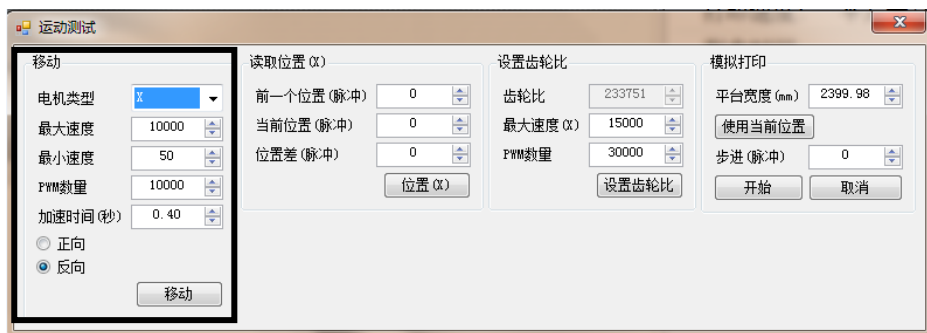 运动测试
移动
电机类型 X
最大速度 10000
最小速度 50
PWM数量 10000
加速时间(秒) 0.40
正向
反向
移动
读取位置(X)
前一个位置(脉冲) 0
当前位置(脉冲) 0
位置差(脉冲) 0
位置(X)
设置齿轮比
齿轮比 233751
最大速度(X) 15000
PWM数量 30000
设置齿轮比
模拟打印
平台宽度(mm) 2399.98
使用当前位置
步进(脉冲) 0
开始 取消